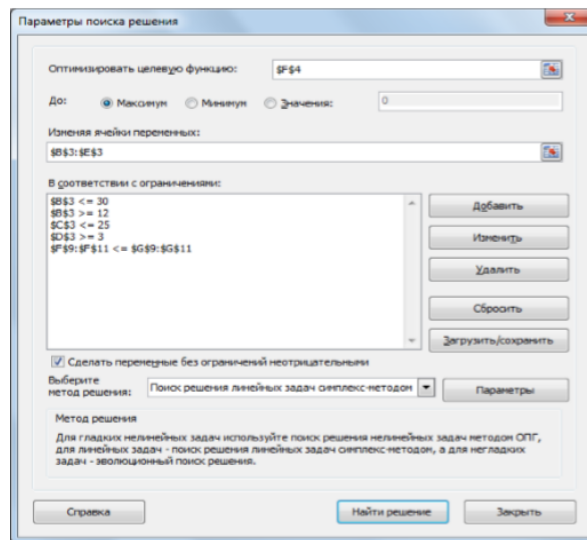 Параметры поиска решения
Оптимизировать целевую функцию:
$F$4
До:
Максимум
Минимум
Значения:
0
Изменяя ячейки переменных:
$B$3:$E$3
В соответствии с ограничениями:
$B$3 <= 30
$B$3 >= 12
$C$3 <= 25
$D$3 >= 3
$F$9:$F$11 <= $G$9:$G$11
Добавить
Изменить
Удалить
Сбросить
Загрузить/сохранить
Сделать переменные без ограничений неотрицательными
Выберите
метод решения:
Поиск решения линейных задач симплекс-методом
Параметры
Метод решения
Для гладких нелинейных задач используйте поиск решения нелинейных задач методом ОПГ,
для линейных задач - поиск решения линейных задач симплекс-методом, а для негладких
задач - эволюционный поиск решения.
Справка
Найти решение
Закрыть